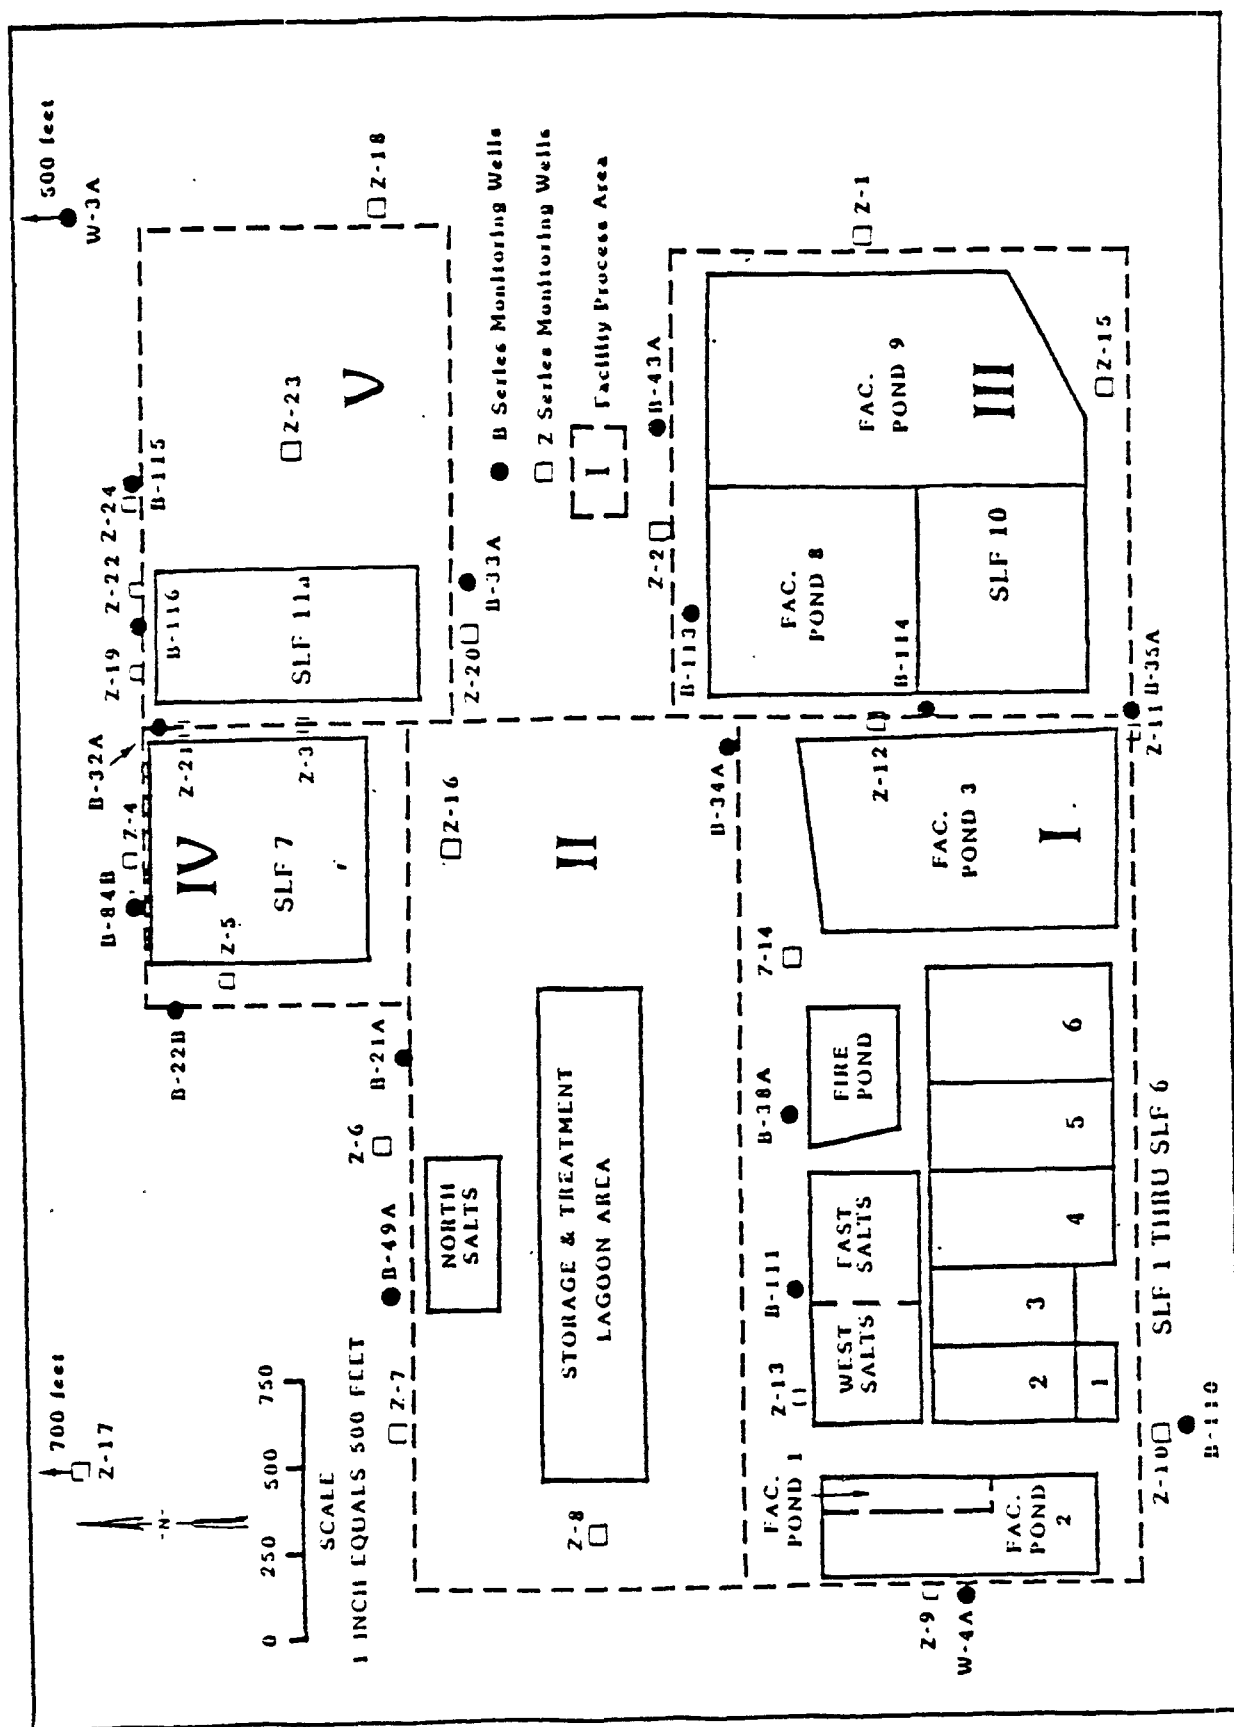 700 feet
Z-17
-N-
0 250 500 750
SCALE
1 INCH EQUALS 500 FEET
500 feet
W-3A
B-22B
B-84B
Z-4
B-32A
Z-19
Z-22
Z-24
B-115
B-116
Z-5
IV
SLF 7
Z-21
Z-3
SLF 11a
Z-23
V
Z-18
Z-7
B-49A
Z-6
B-21A
Z-16
Z-20
B-33A
NORTH
SALTS
Z-8
STORAGE & TREATMENT
LAGOON AREA
II
B Series Monitoring Wells
Z Series Monitoring Wells
I
Facility Process Area
B-34A
B-113
Z-2
B-43A
FAC.
POND 1
Z-13
B-111
B-38A
Z-14
WEST
SALTS
EAST
SALTS
FIRE
POND
Z-12
B-114
FAC.
POND 8
FAC.
POND 9
Z-1
Z-9
W-4A
FAC.
POND
2
2
1
3
4
5
6
FAC.
POND 3
I
SLF 10
III
Z-15
Z-10
B-110
SLF 1 THRU SLF 6
Z-11
B-35A